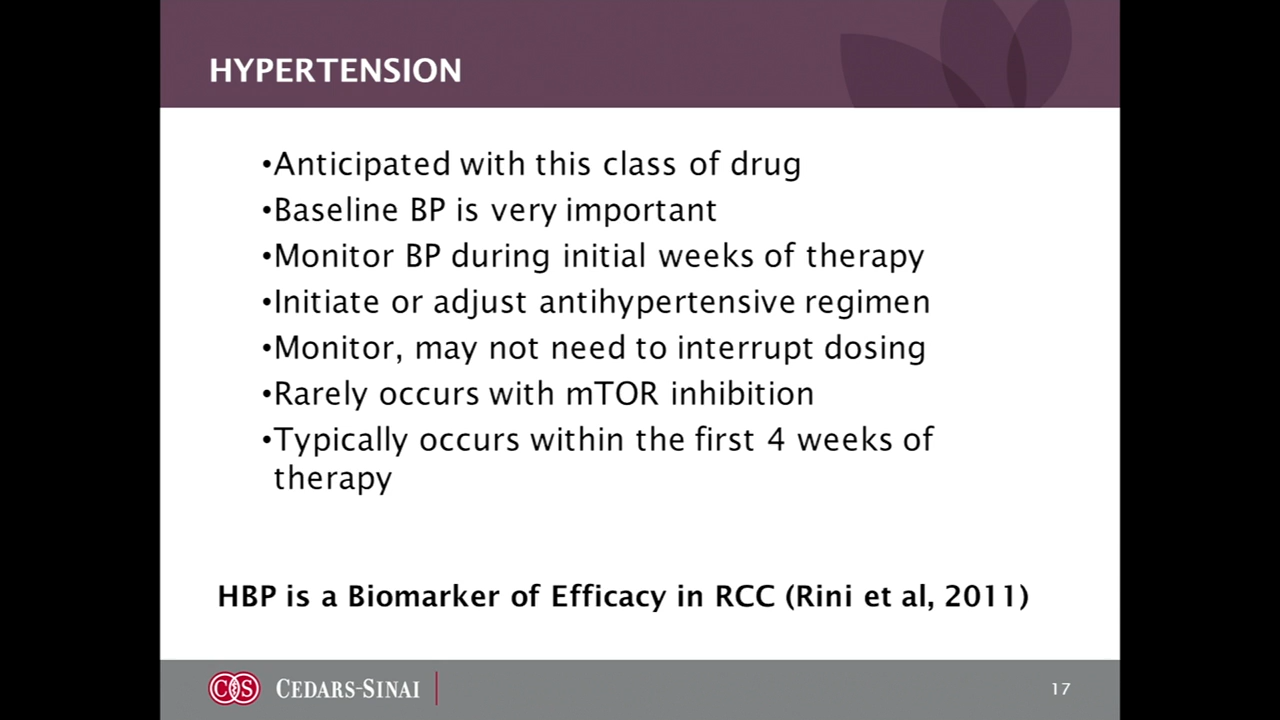 HYPERTENSION
•Anticipated with this class of drug
•Baseline BP is very important
•Monitor BP during initial weeks of therapy
•Initiate or adjust antihypertensive regimen
•Monitor, may not need to interrupt dosing
•Rarely occurs with mTOR inhibition
•Typically occurs within the first 4 weeks of
therapy
HBP is a Biomarker of Efficacy in RCC (Rini et al, 2011)
CS CEDARS-SINAI
17